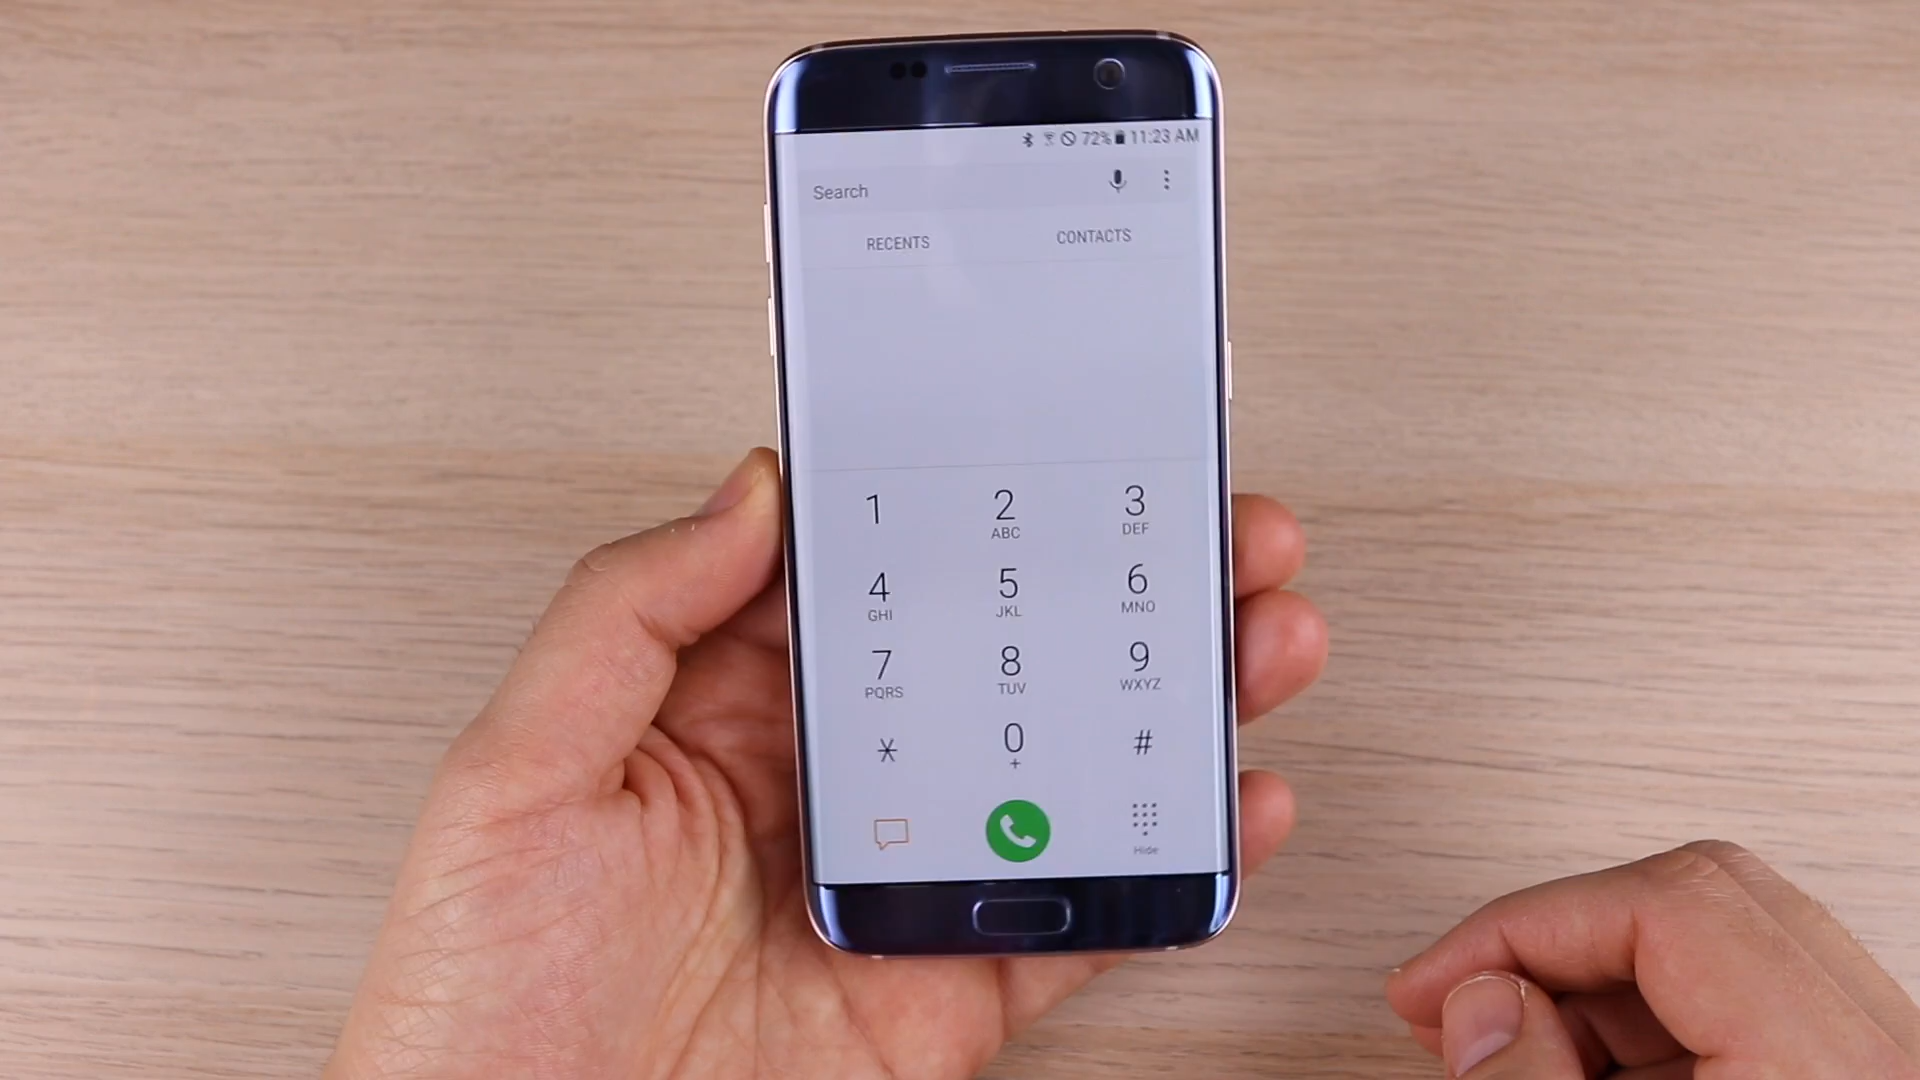 72% 11:23 AM
Search
RECENTS CONTACTS
1 2 3
ABC DEF
4 5 6
GHI JKL MNO
7 8 9
PQRS TUV WXYZ
* 0 #
+
Hide